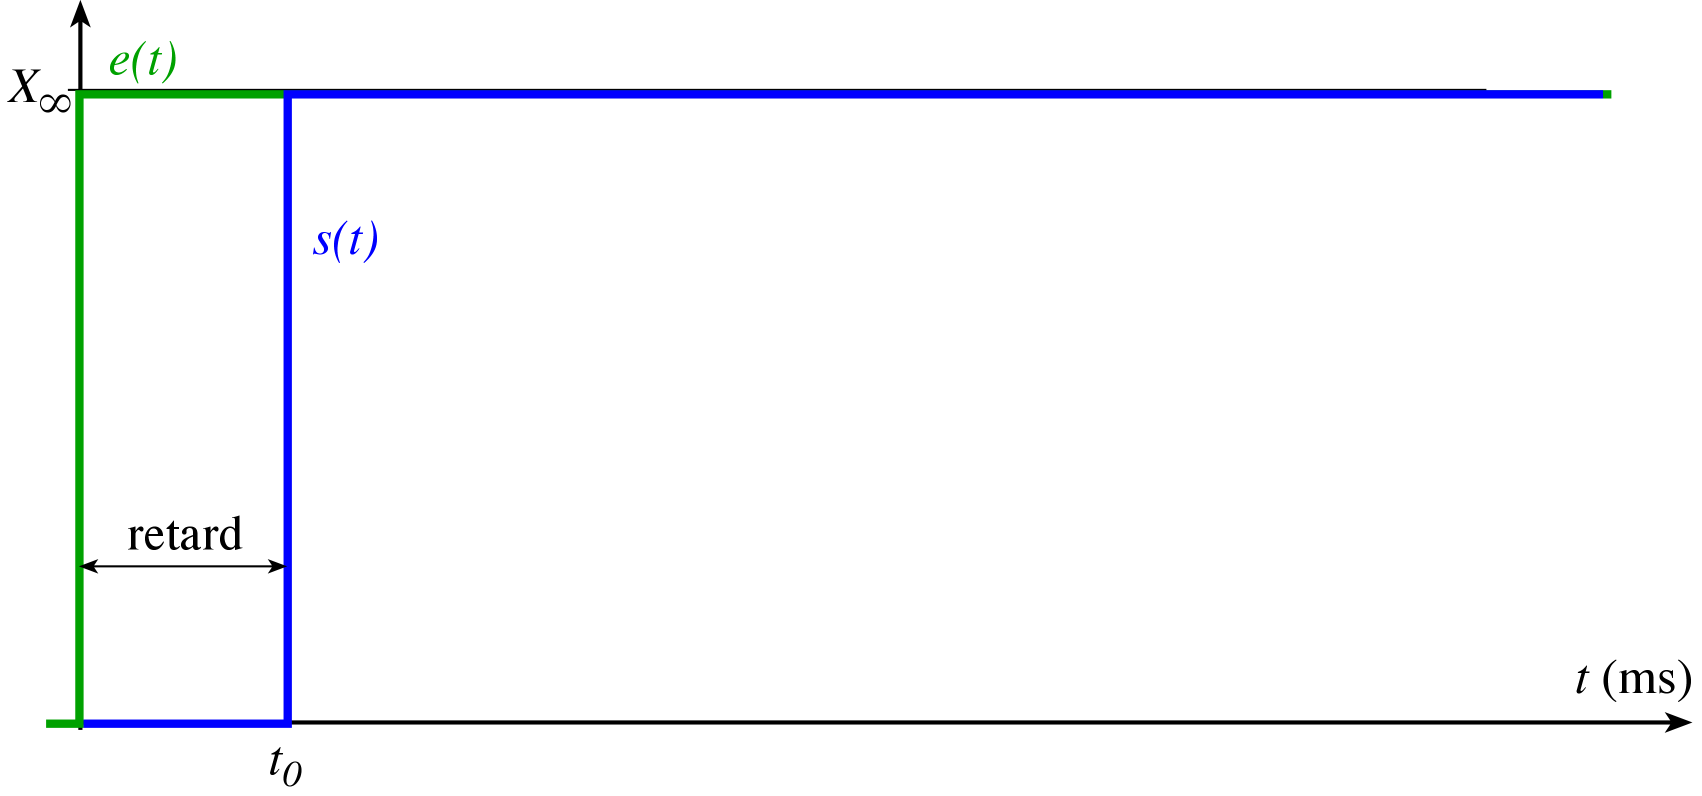 e(t)
X∞
s(t)
retard
t (ms)
t0